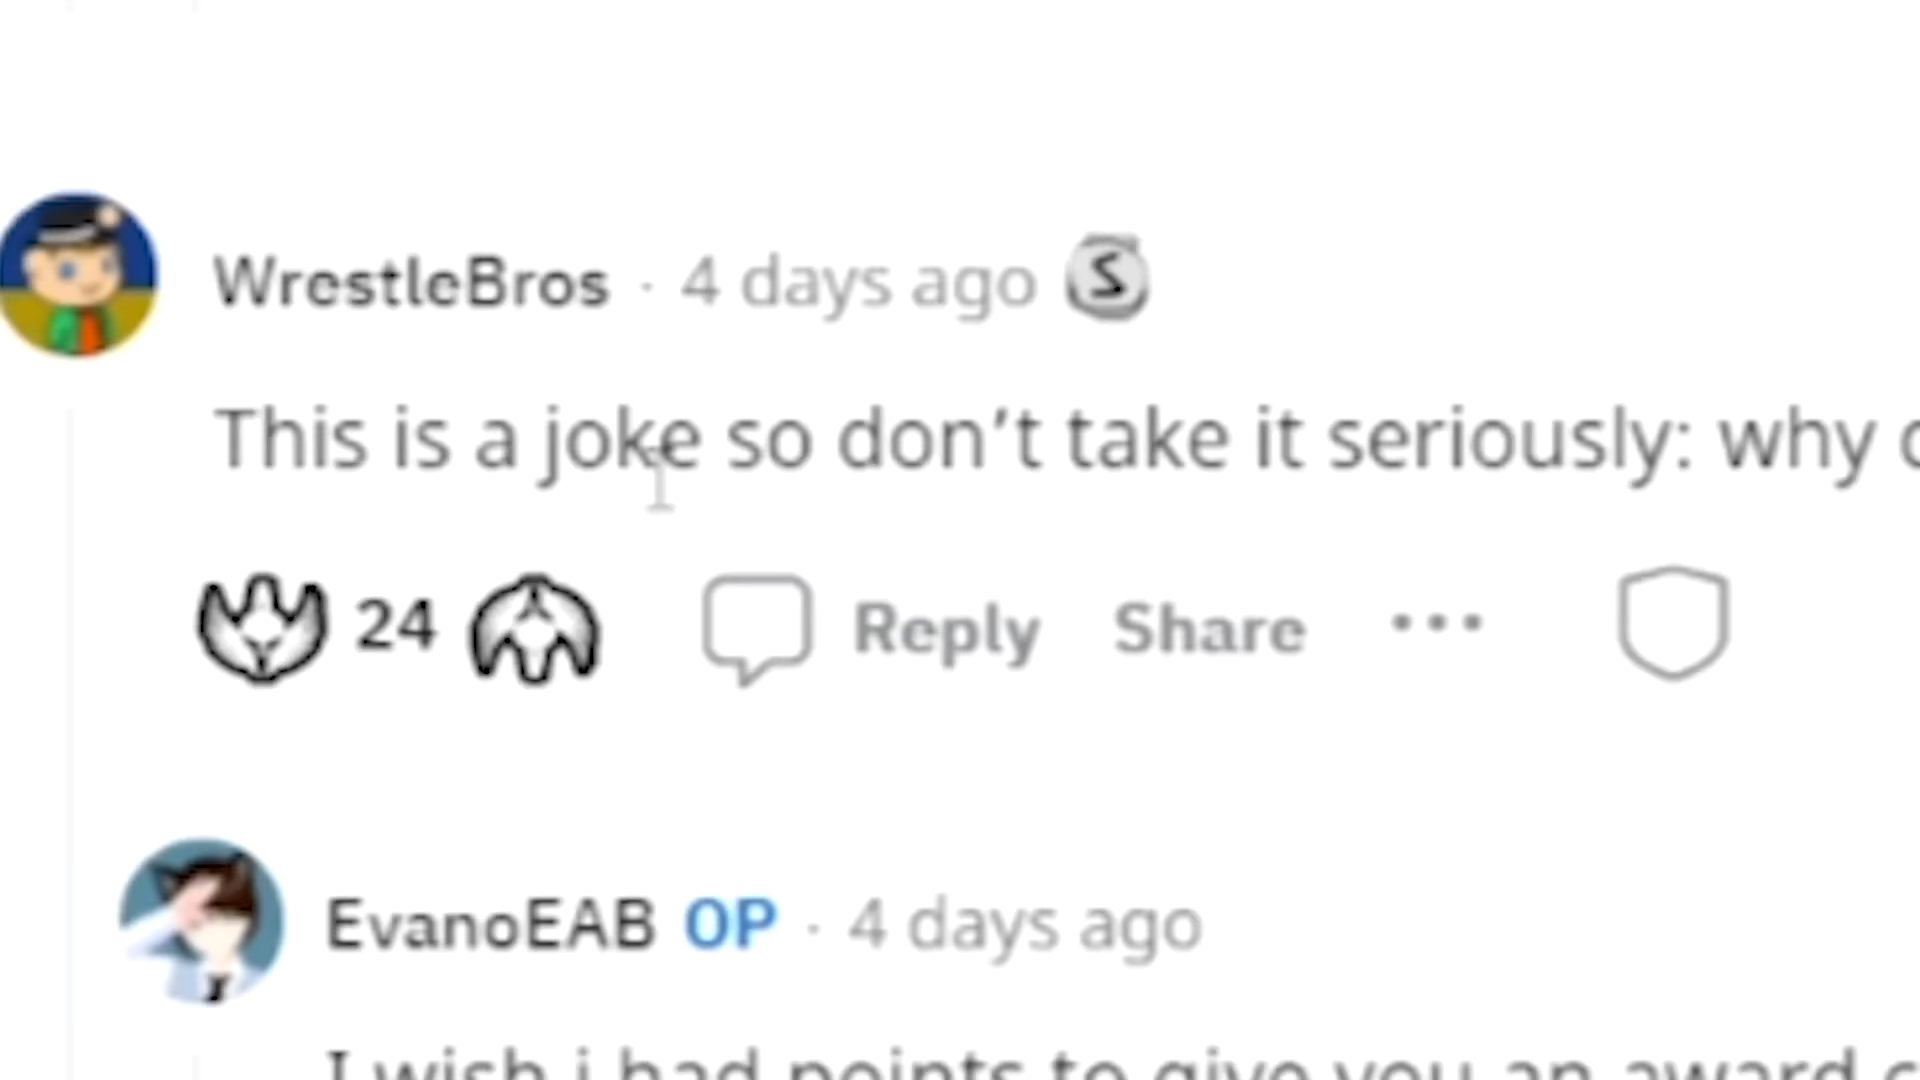 WrestleBros · 4 days ago S
This is a joke so don’t take it seriously: why
24 Reply Share ...
EvanoEAB OP · 4 days ago
I wish i had points to give you an award